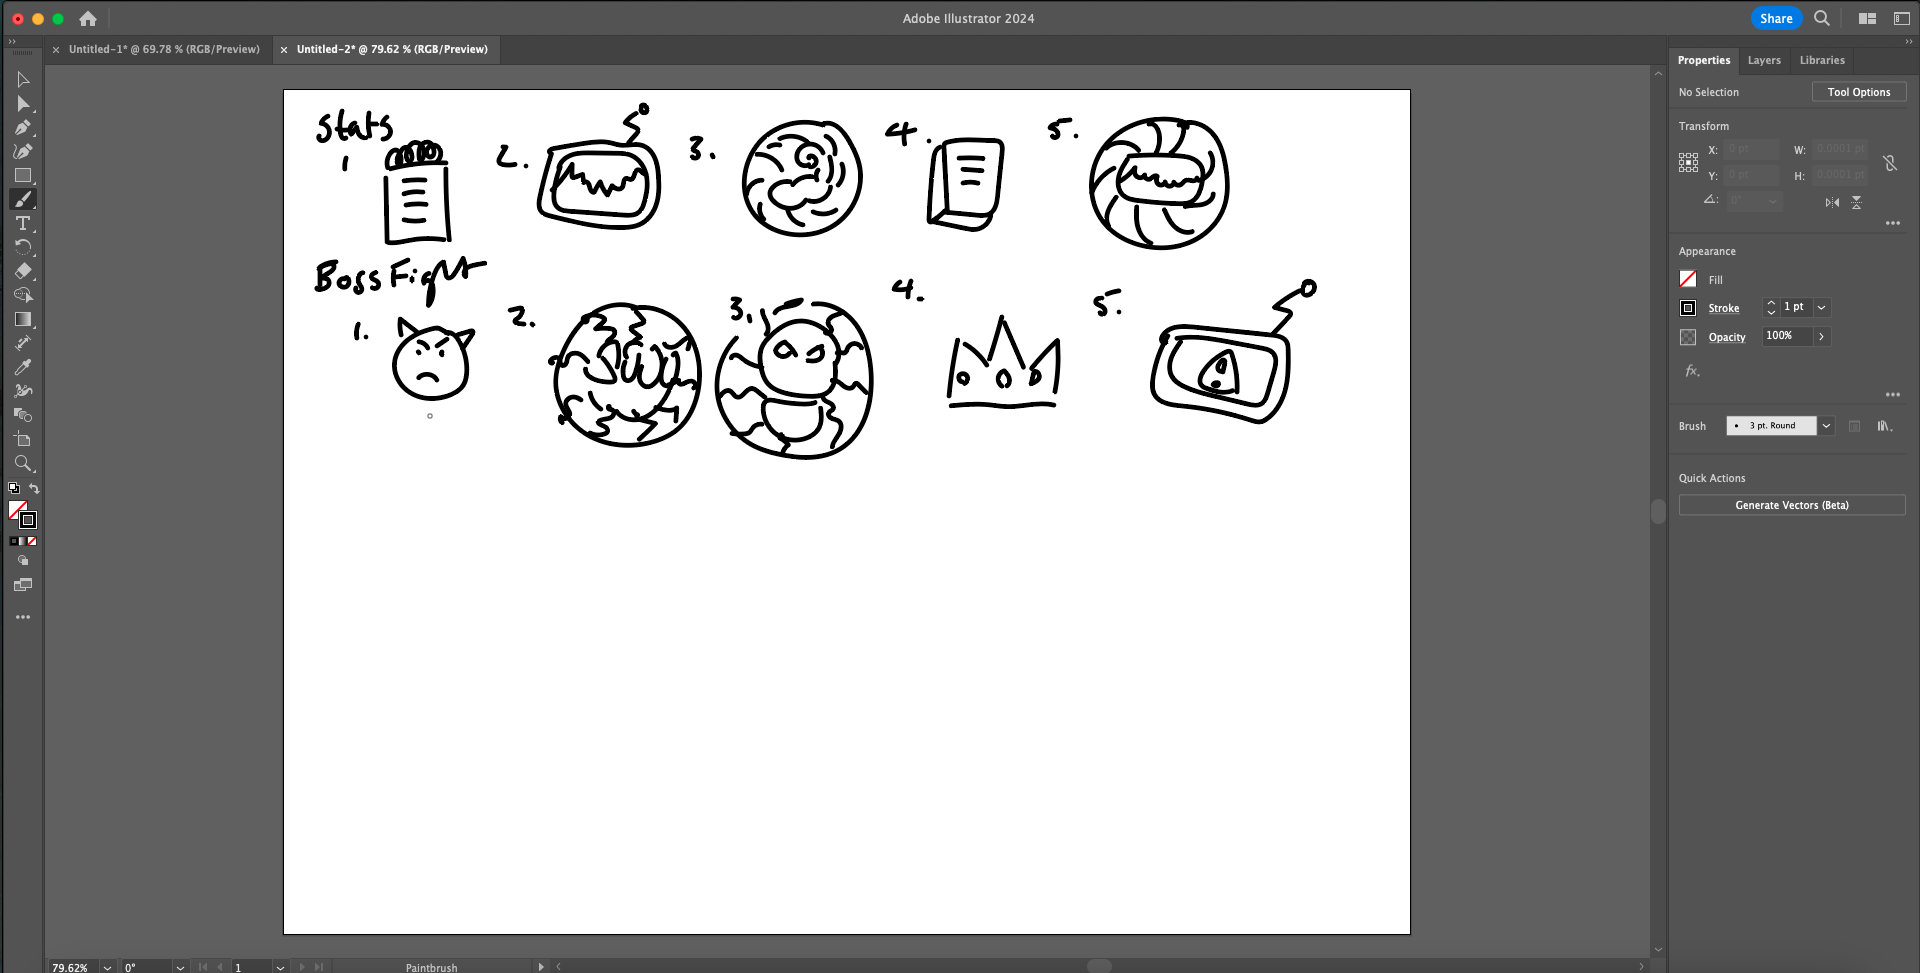 Adobe Illustrator 2024
Share
Untitled-1* @ 69.78 % (RGB/Preview)
Untitled-2* @ 79.62 % (RGB/Preview)
Properties
Layers
Libraries
No Selection
Tool Options
Transform
X: 0 pt
W: 0.0001 pt
Y: 0 pt
H: 0.0001 pt
0°
Appearance
Fill
Stroke
1 pt
Opacity
100%
fx.
Brush
3 pt. Round
Quick Actions
Generate Vectors (Beta)
Stats
1
2.
3.
4.
5.
Boss Fight
1.
2.
3.
4.
5.
79.62%
0°
1
Paintbrush